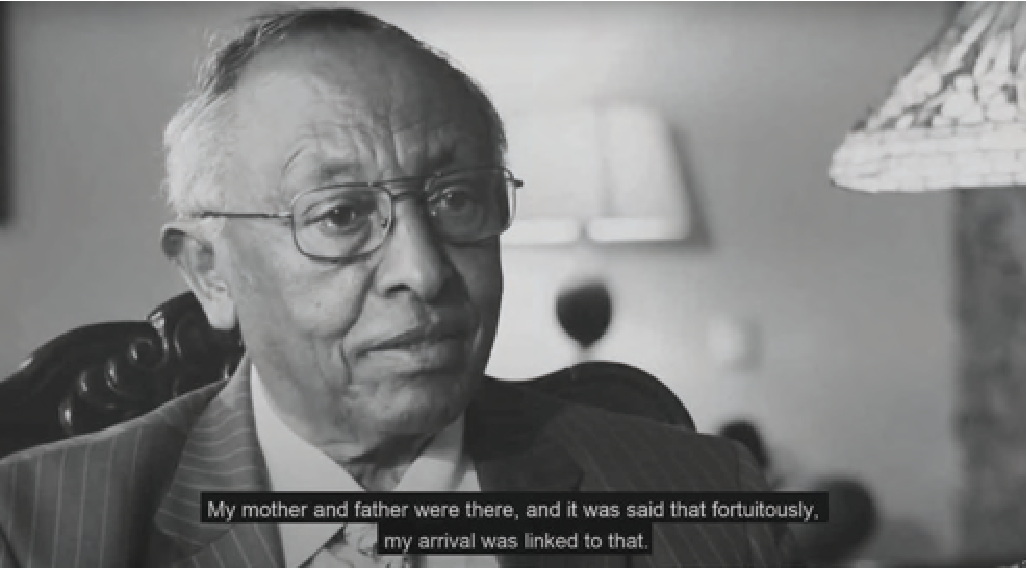 My mother and father were there, and it was said that fortuitously,
my arrival was linked to that.